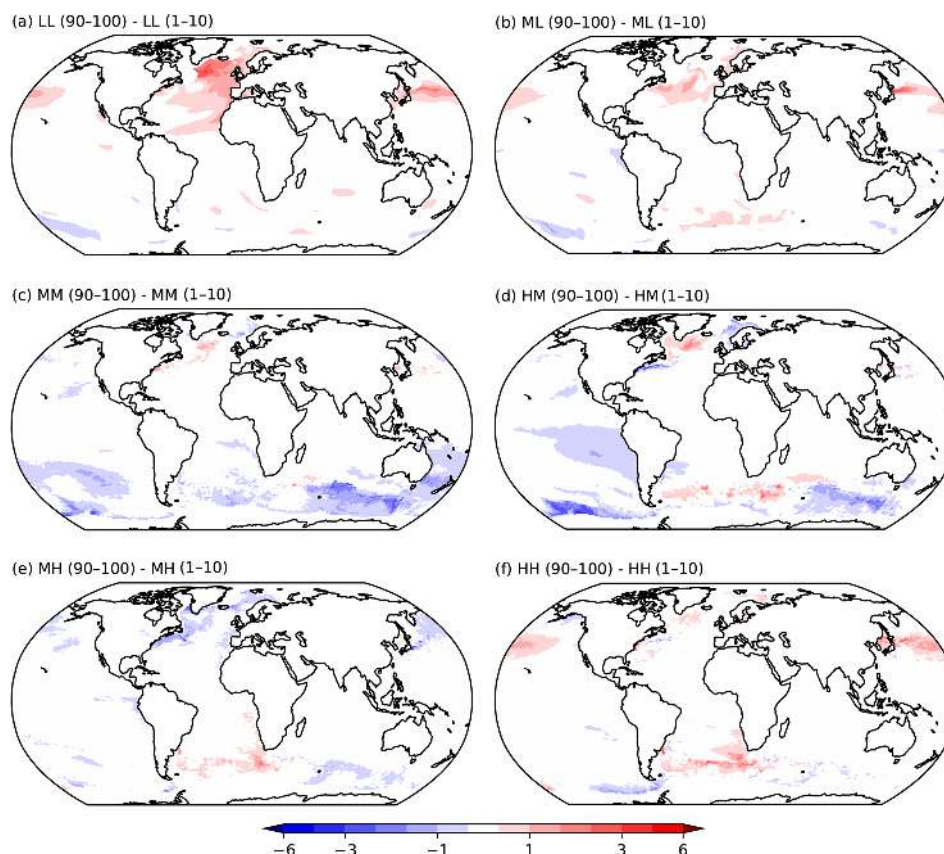 (a) LL (90–100) - LL (1–10)
(b) ML (90–100) - ML (1–10)
(c) MM (90–100) - MM (1–10)
(d) HM (90–100) - HM (1–10)
(e) MH (90–100) - MH (1–10)
(f) HH (90–100) - HH (1–10)
−6 −3 −1 1 3 6